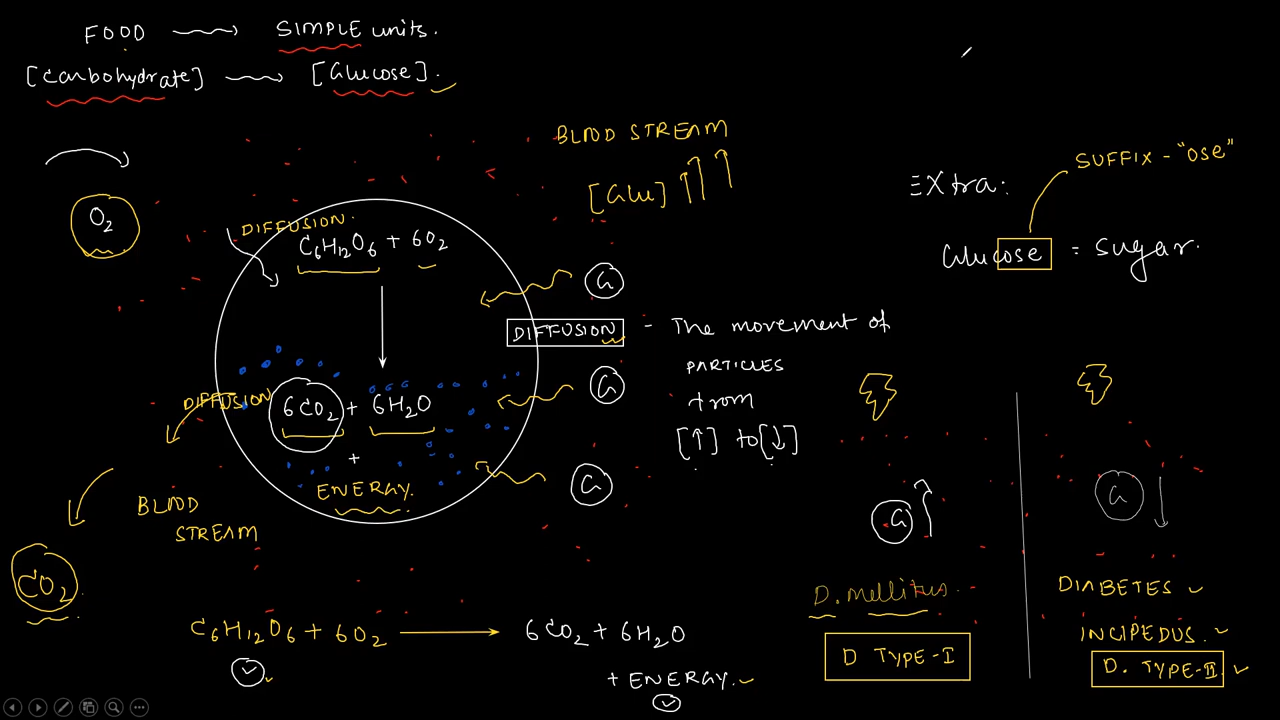 FOOD → SIMPLE units.
[Carbohydrate] → [Glucose].
BLOOD STREAM
[Glu] ↑↑↑
SUFFIX - "OSE"
EXtra:
Glucose = sugar.
O2
DIFFUSION.
C6H12O6 + 6O2
G
DIFFUSION - The movement of
PARTICLES
from
[↑] to [↓]
G
DIFFUSION
6CO2 + 6H2O
+
ENERGY.
G
BLOOD
STREAM
CO2
G ↑
G ↓
D. mellitus.
D TYPE-I
DIABETES
INCIPEDUS.
D. TYPE-II
C6H12O6 + 6O2 → 6CO2 + 6H2O
+ ENERGY.